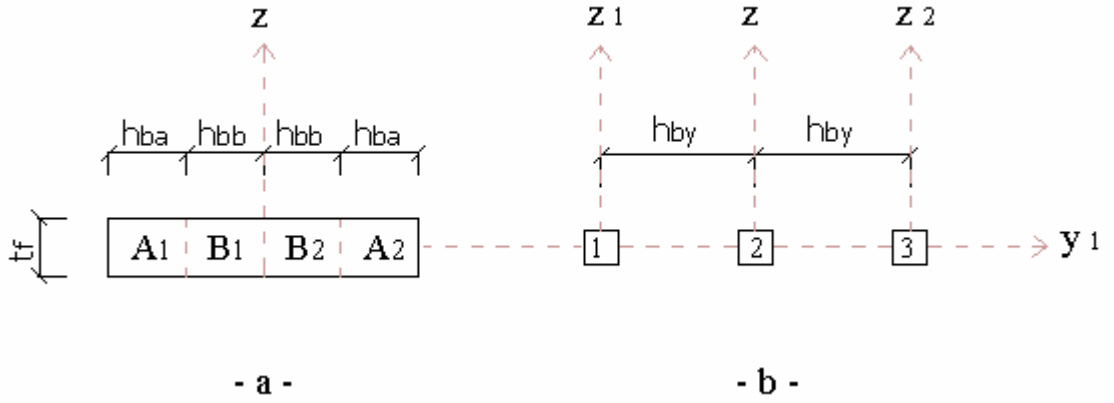 z z 1 z z 2
hba hbb hbb hba hby hby
tf A1 B1 B2 A2 1 2 3 y 1
- a - - b -